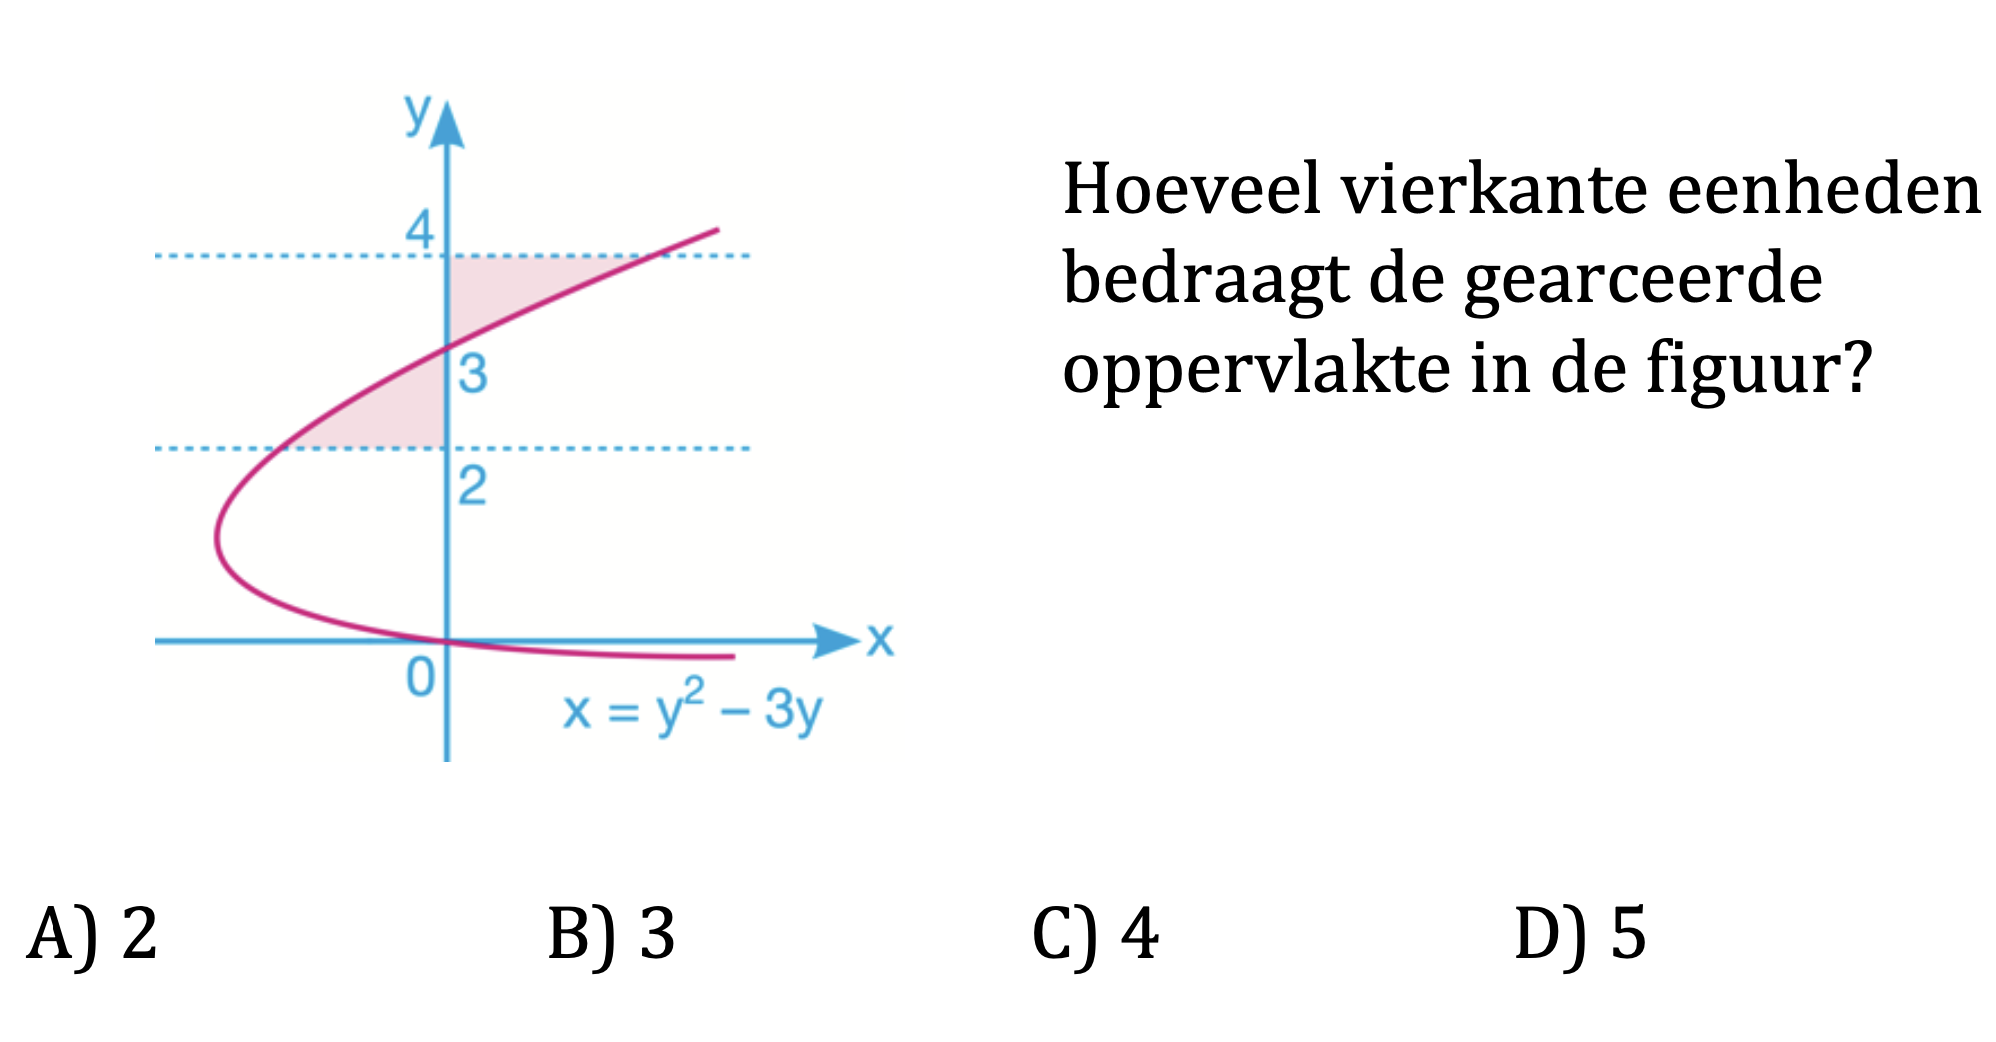 y
4
3
2
0
x
x = y² – 3y
Hoeveel vierkante eenheden
bedraagt de gearceerde
oppervlakte in de figuur?
A) 2 B) 3 C) 4 D) 5